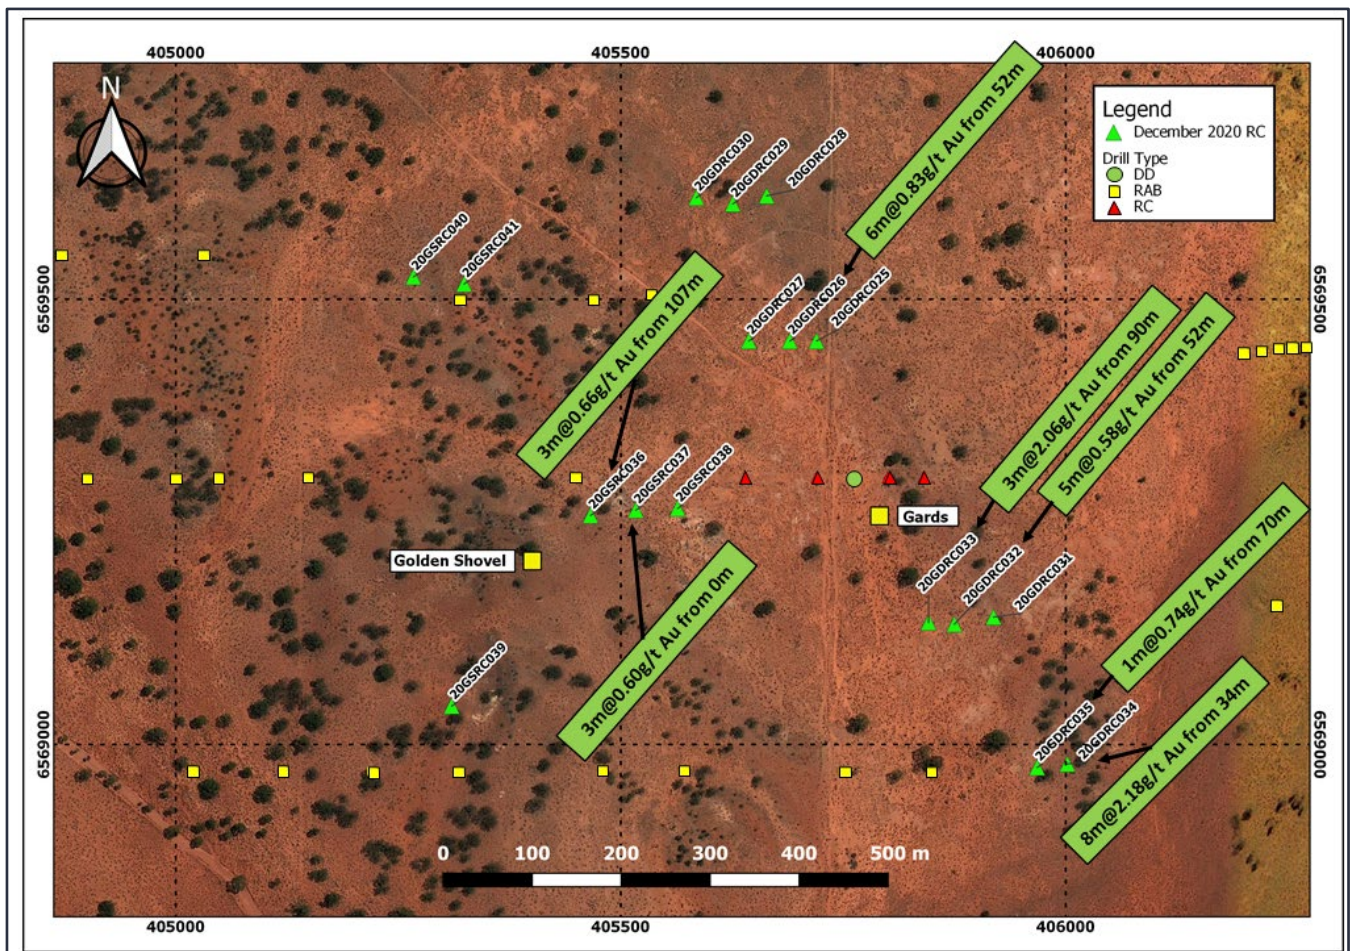 405000
405500
406000
N
Legend
December 2020 RC
Drill Type
DD
RAB
RC
6m@0.83g/t Au from 52m
20GDRC030
20GDRC029
20GDRC028
20GSRC040
20GSRC041
6569500
6569500
3m@0.66g/t Au from 107m
20GDRC027
20GDRC026
20GDRC025
3m@2.06g/t Au from 90m
5m@0.58g/t Au from 52m
20GSRC036
20GSRC037
20GSRC038
Gards
Golden Shovel
20GDRC033
20GDRC032
20GDRC031
3m@0.60g/t Au from 0m
1m@0.74g/t Au from 70m
20GSRC039
8m@2.18g/t Au from 34m
20GDRC035
20GDRC034
6569000
6569000
0 100 200 300 400 500 m
405000
405500
406000